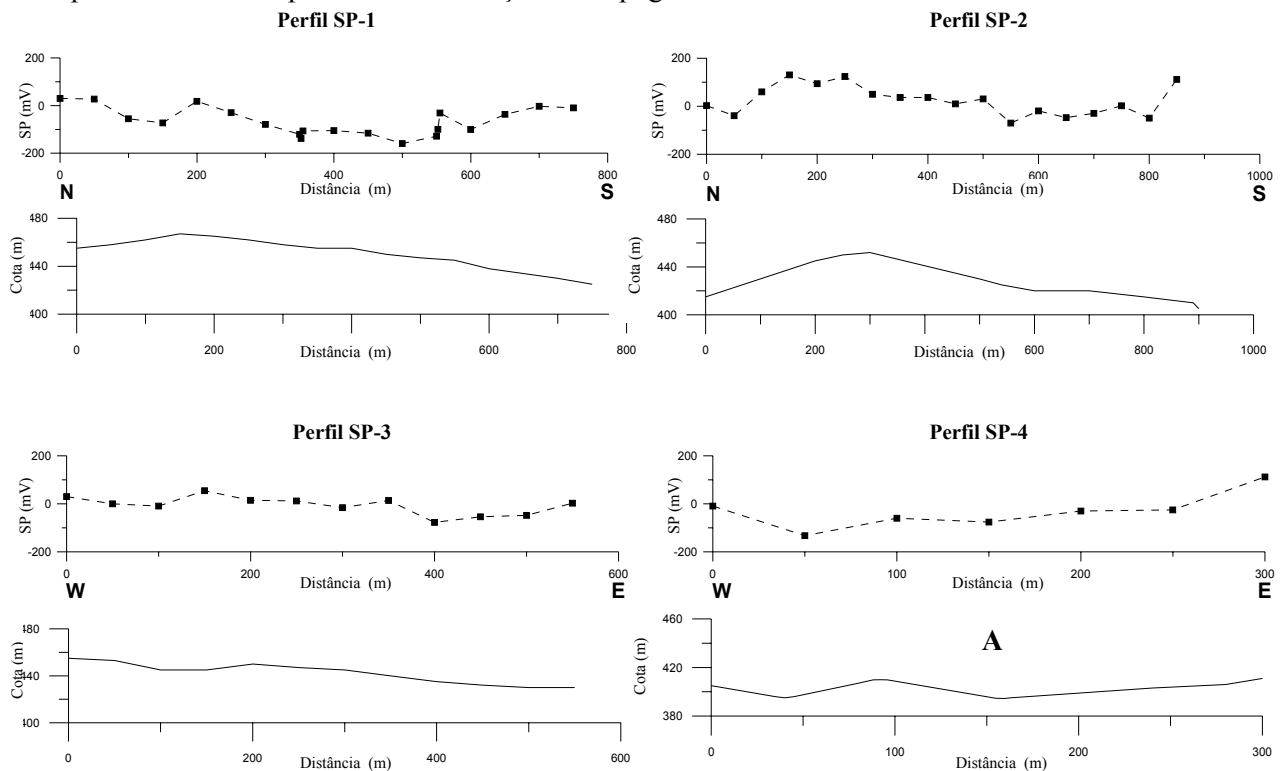 Perfil SP-1
200
0
-200
SP (mV)
0 200 400 600 800
Distância (m)
N S
480
440
400
Cota (m)
0 200 400 600 800
Distância (m)
Perfil SP-2
200
0
-200
SP (mV)
0 200 400 600 800 1000
Distância (m)
N S
480
440
400
Cota (m)
0 200 400 600 800 1000
Distância (m)
Perfil SP-3
200
0
-200
SP (mV)
0 200 400 600
Distância (m)
W E
480
440
400
Cota (m)
0 200 400 600
Distância (m)
Perfil SP-4
200
0
-200
SP (mV)
0 100 200 300
Distância (m)
W E
A
460
420
380
Cota (m)
0 100 200 300
Distância (m)